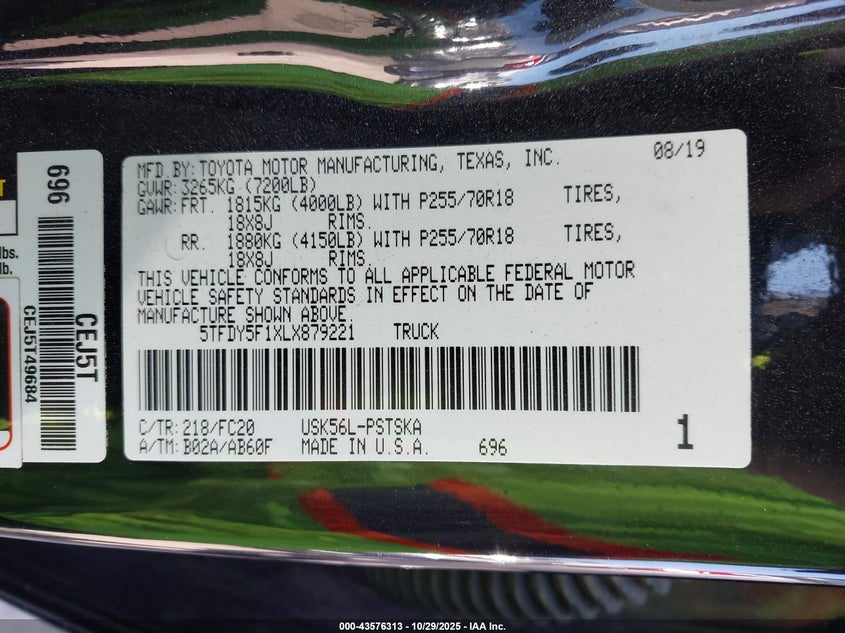 MFD.BY: TOYOTA MOTOR MANUFACTURING, TEXAS, INC. 08/19
GVWR: 3265KG (7200LB)
GAWR: FRT. 1815KG (4000LB) WITH P255/70R18 TIRES,
18X8J RIMS.
RR. 1880KG (4150LB) WITH P255/70R18 TIRES,
18X8J RIMS.
THIS VEHICLE CONFORMS TO ALL APPLICABLE FEDERAL MOTOR
VEHICLE SAFETY STANDARDS IN EFFECT ON THE DATE OF
MANUFACTURE SHOWN ABOVE.
5TFDY5F1XLX879221 TRUCK
C/TR: 218/FC20 USK56L-PSTSKA
A/TM: B02A/AB60F MADE IN U.S.A. 696 1
696
CEJ5T
CEJ5T49684
lbs.
lb.
000-43576313 - 10/29/2025 - IAA Inc.